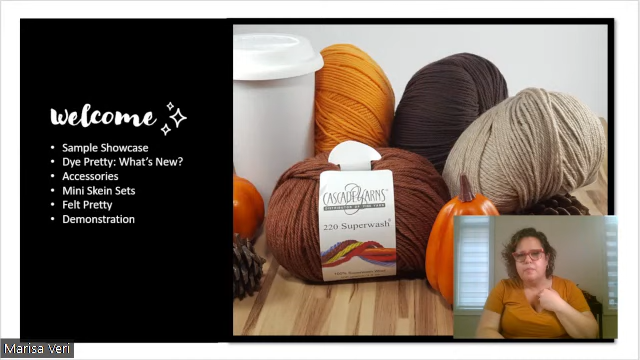 welcome
• Sample Showcase
• Dye Pretty: What's New?
• Accessories
• Mini Skein Sets
• Felt Pretty
• Demonstration
CASCADE YARNS
220 Superwash®
Marisa Veri